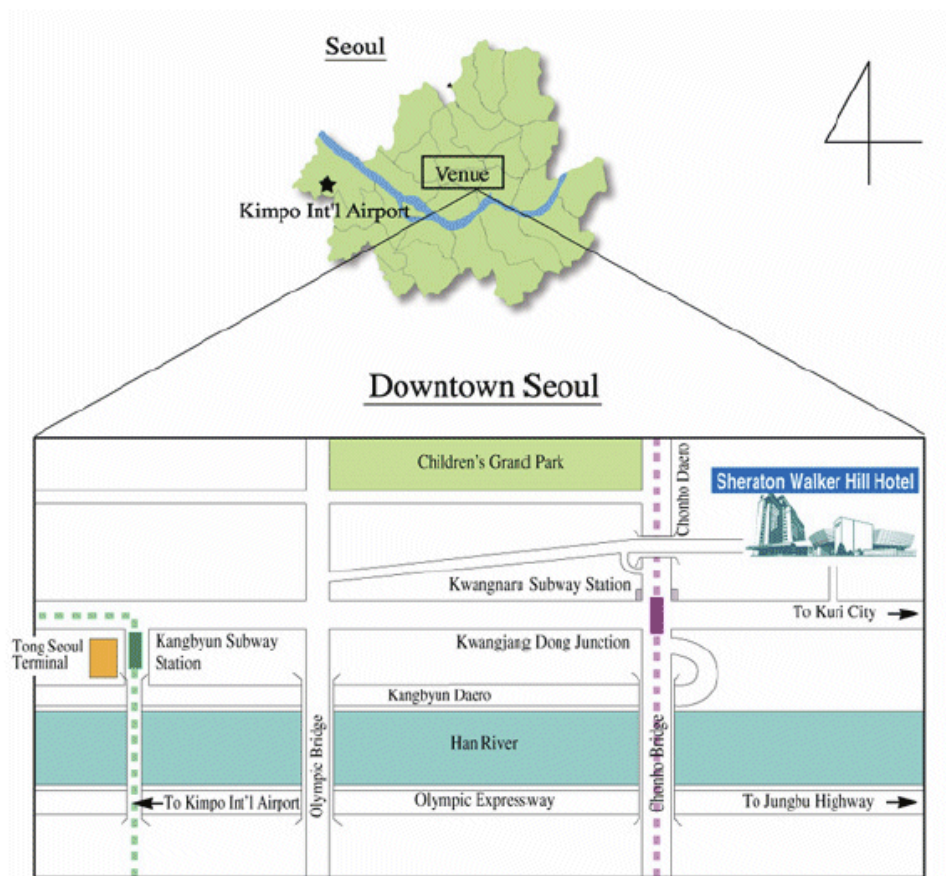 Seoul
Venue
Kimpo Int'l Airport
Downtown Seoul
Children's Grand Park
Chonho Daero
Sheraton Walker Hill Hotel
Kwangnaru Subway Station
To Kuri City
Tong Seoul
Terminal
Kangbyun Subway
Station
Kwangjang Dong Junction
Kangbyun Daero
Olympic Bridge
Han River
Chonho Bridge
To Kimpo Int'l Airport
Olympic Expressway
To Jungbu Highway